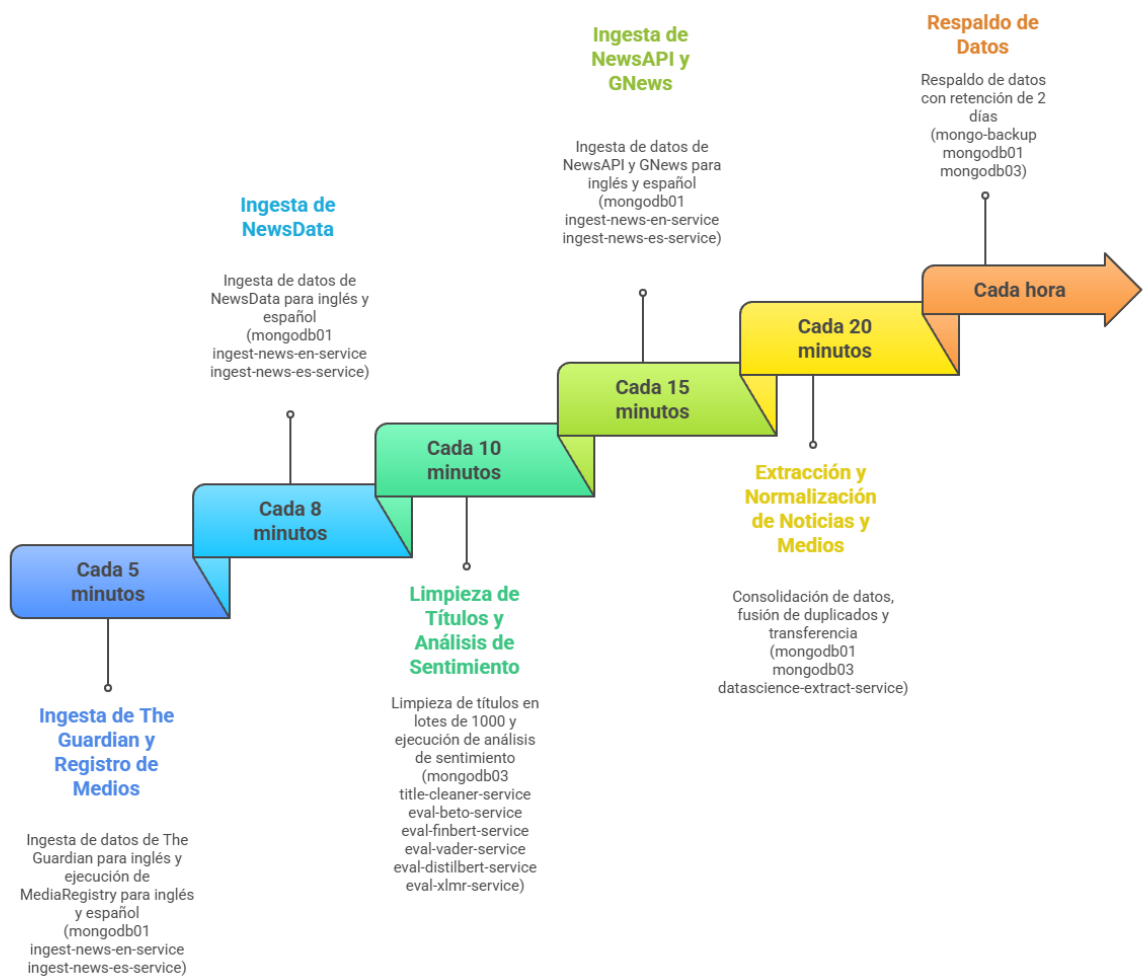 Cada 5
minutos
Ingesta de The
Guardian y
Registro de
Medios
Ingesta de datos de The
Guardian para inglés y
ejecución de
MediaRegistry para inglés
y español
(mongodb01
ingest-news-en-service
ingest-news-es-service)
Ingesta de
NewsData
Ingesta de datos de
NewsData para inglés y
español
(mongodb01
ingest-news-en-service
ingest-news-es-service)
Cada 8
minutos
Cada 10
minutos
Limpieza de
Títulos y
Análisis de
Sentimiento
Limpieza de títulos en
lotes de 1000 y
ejecución de análisis
de sentimiento
(mongodb03
title-cleaner-service
eval-beto-service
eval-finbert-service
eval-vader-service
eval-distilbert-service
eval-xlmr-service)
Ingesta de
NewsAPI y
GNews
Ingesta de datos de
NewsAPI y GNews para
inglés y español
(mongodb01
ingest-news-en-service
ingest-news-es-service)
Cada 15
minutos
Cada 20
minutos
Extracción y
Normalización
de Noticias y
Medios
Consolidación de datos,
fusión de duplicados y
transferencia
(mongodb01
mongodb03
datascience-extract-service)
Respaldo de
Datos
Respaldo de datos
con retención de 2
días
(mongo-backup
mongodb01
mongodb03)
Cada hora